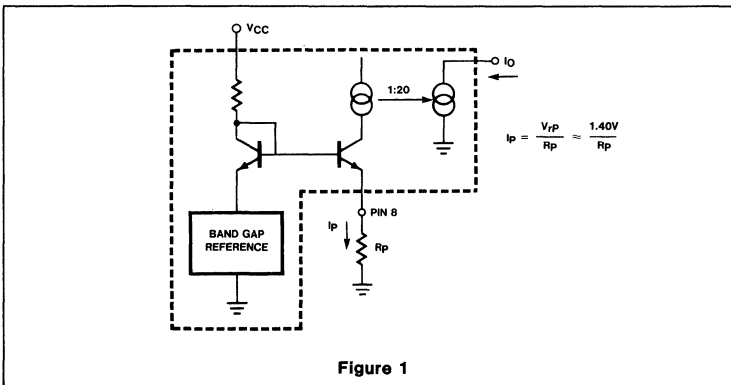 VCC
IO
1:20
IP = VrP / RP ≈ 1.40V / RP
PIN 8
IP
RP
BAND GAP
REFERENCE
Figure 1